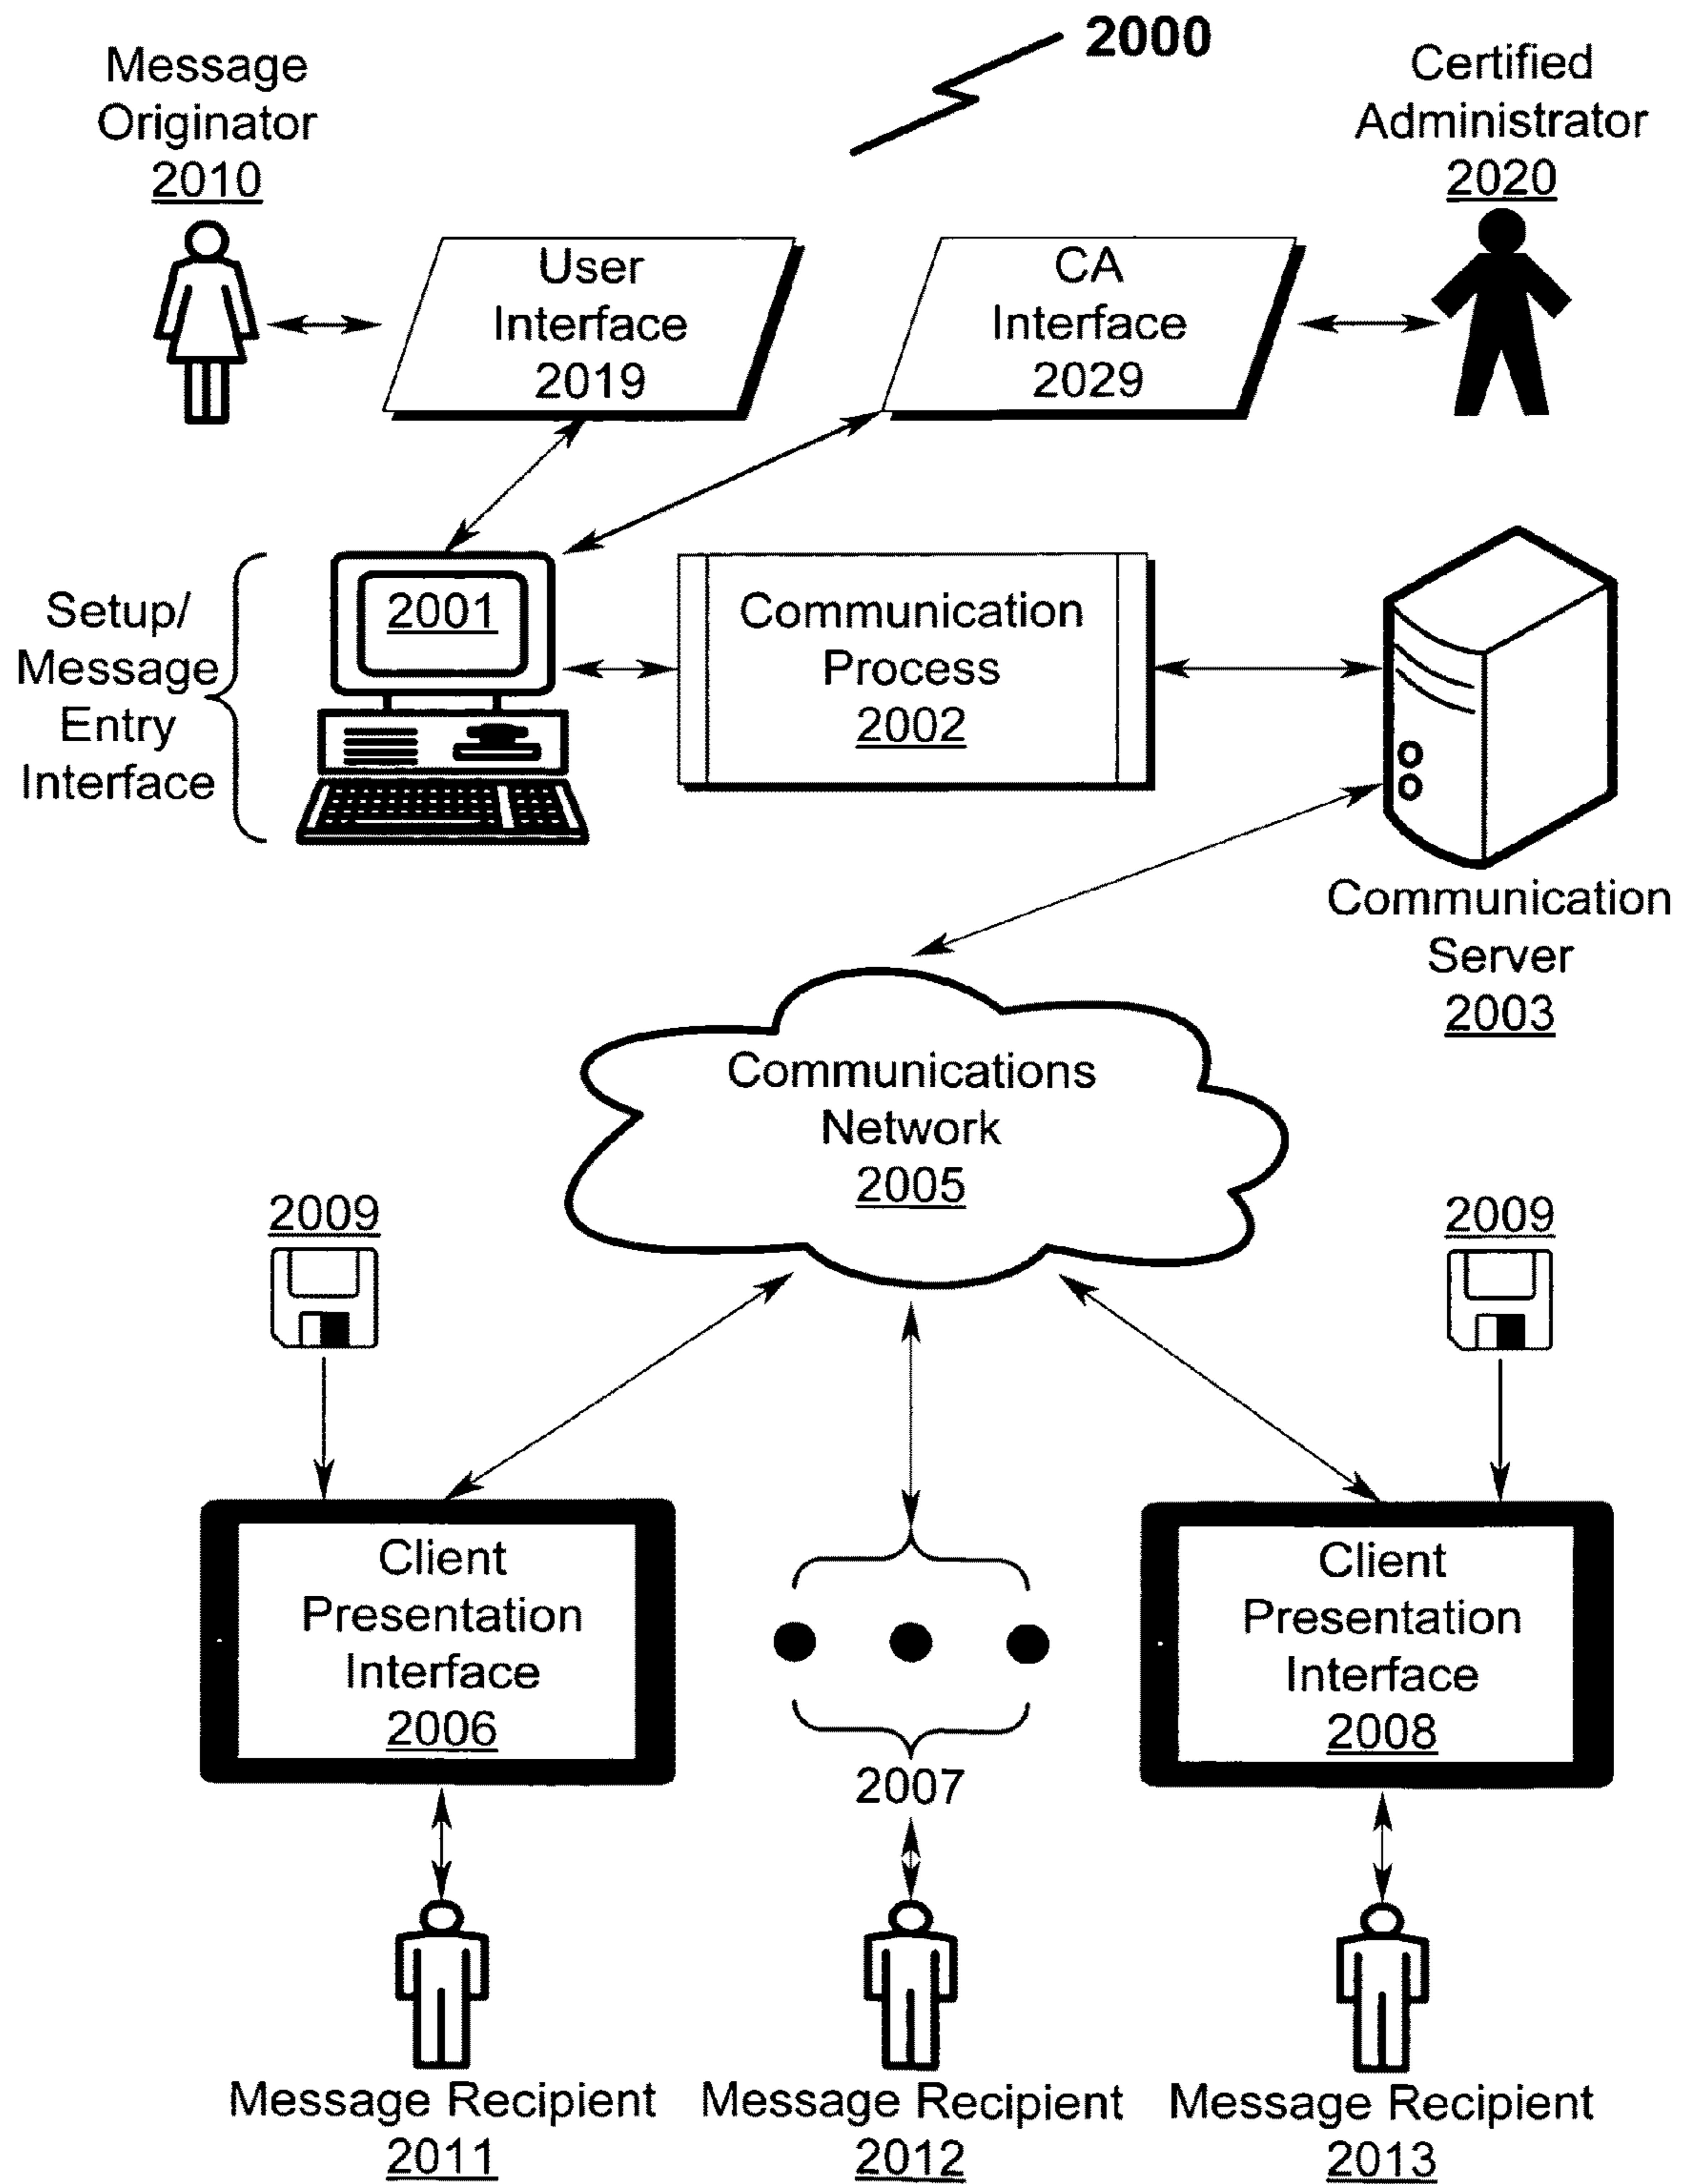 2000
Message
Originator
2010
Certified
Administrator
2020
User
Interface
2019
CA
Interface
2029
Setup/
Message
Entry
Interface
2001
Communication
Process
2002
Communication
Server
2003
Communications
Network
2005
2009
2009
Client
Presentation
Interface
2006
2007
Client
Presentation
Interface
2008
Message Recipient
2011
Message Recipient
2012
Message Recipient
2013